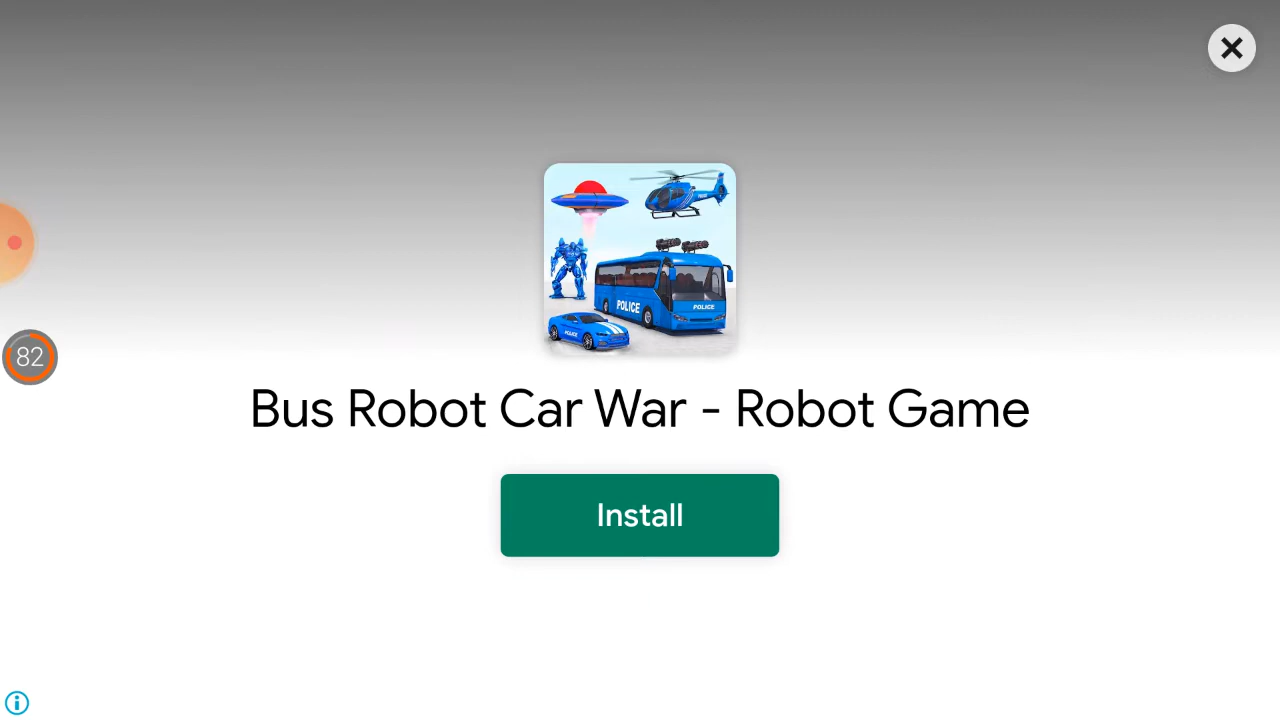 POLICE
POLICE
POLICE
82
Bus Robot Car War - Robot Game
Install